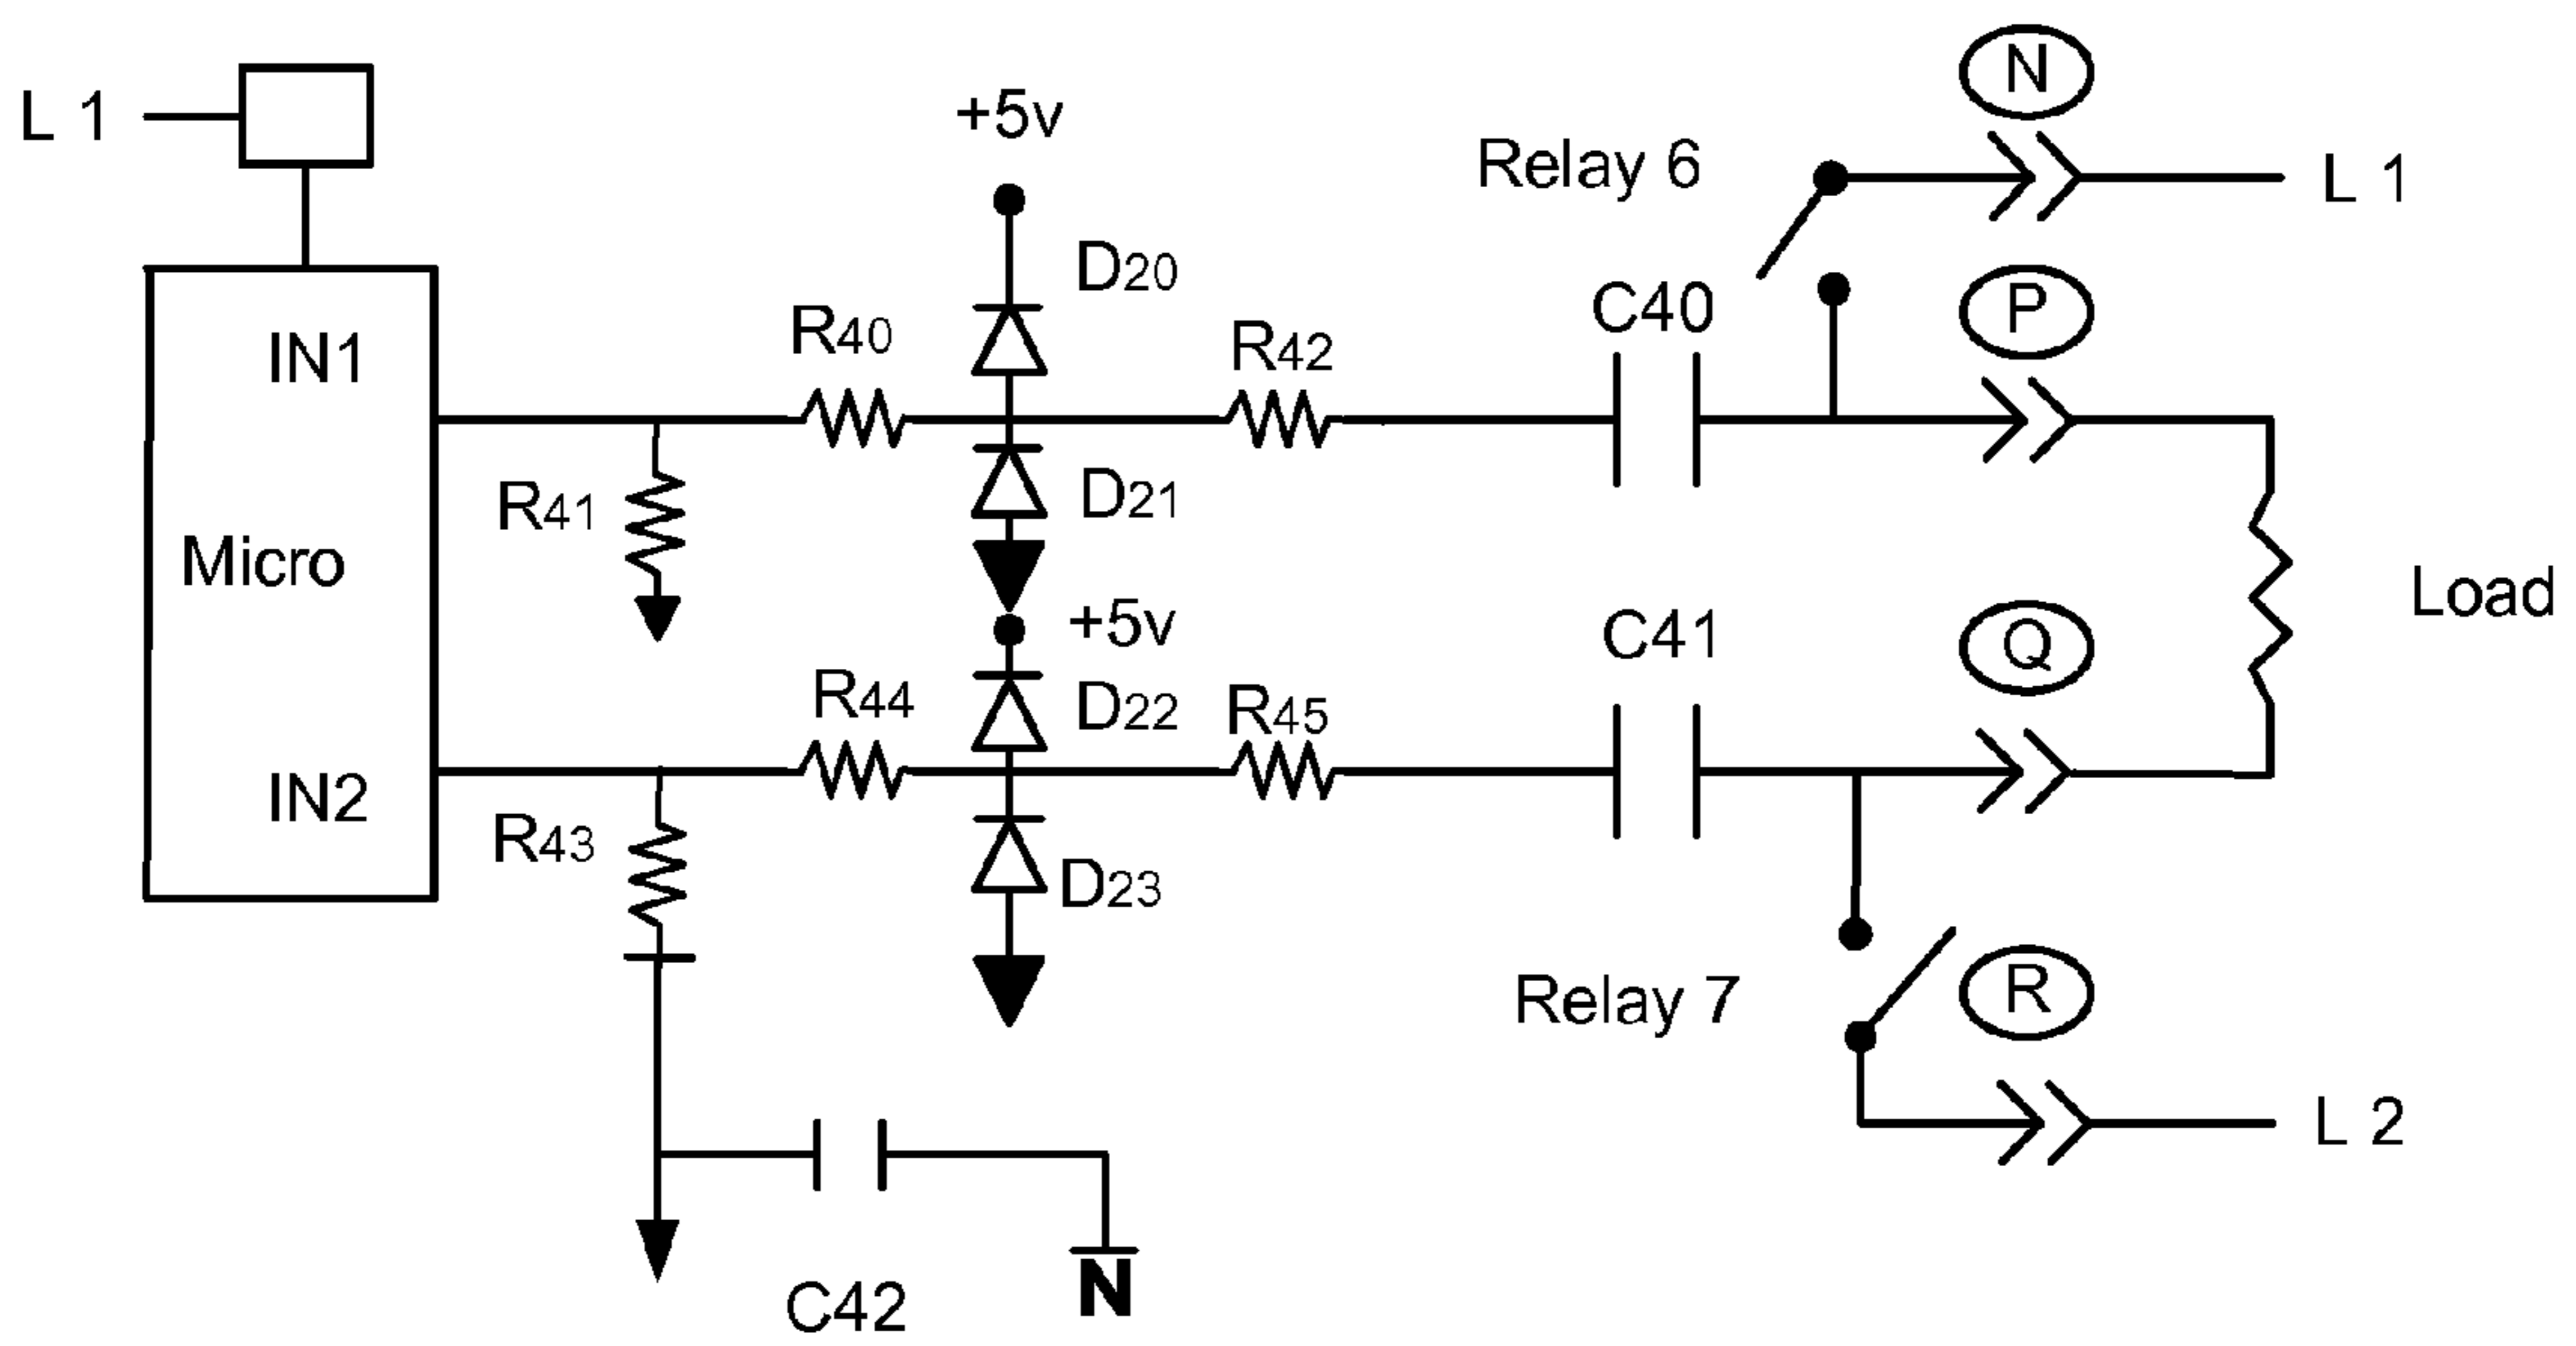 N
L 1
+5v
Relay 6
L 1
D20
P
IN1
R40
R42
C40
R41
D21
Micro
+5v
C41
Q
Load
R44
D22
R45
IN2
R43
D23
Relay 7
R
L 2
C42
N